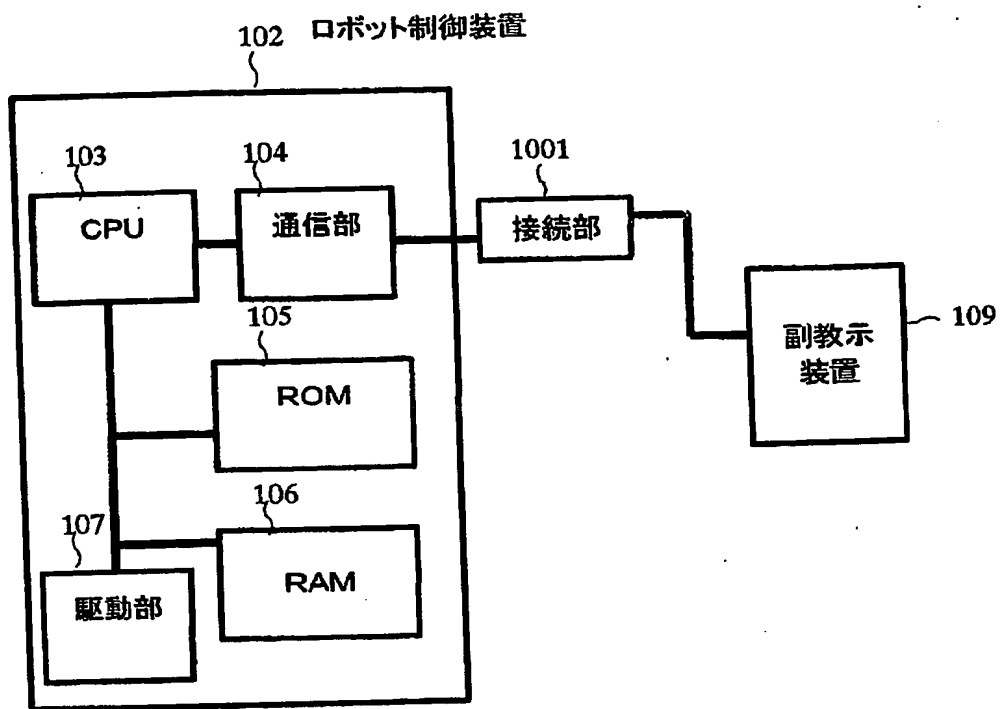 102 ロボット制御装置
103
CPU
104
通信部
1001
接続部
105
ROM
副教示
装置
109
106
RAM
107
駆動部